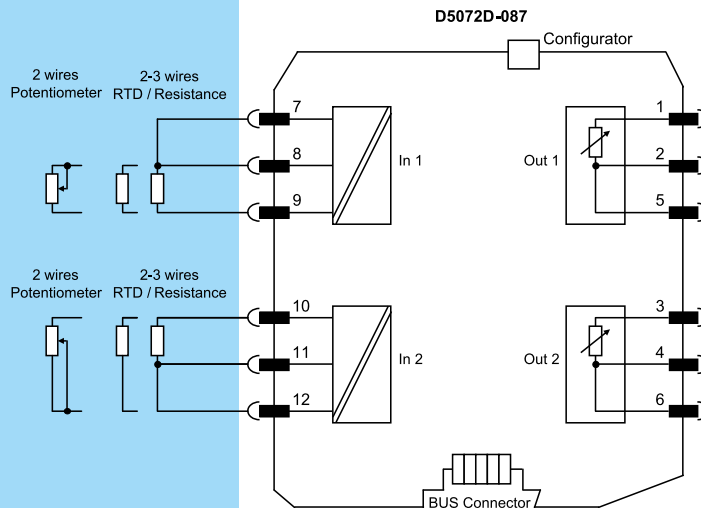 D5072D-087
Configurator
2 wires
Potentiometer
2-3 wires
RTD / Resistance
7
8
9
In 1
Out 1
1
2
5
2 wires
Potentiometer
2-3 wires
RTD / Resistance
10
11
12
In 2
Out 2
3
4
6
BUS Connector